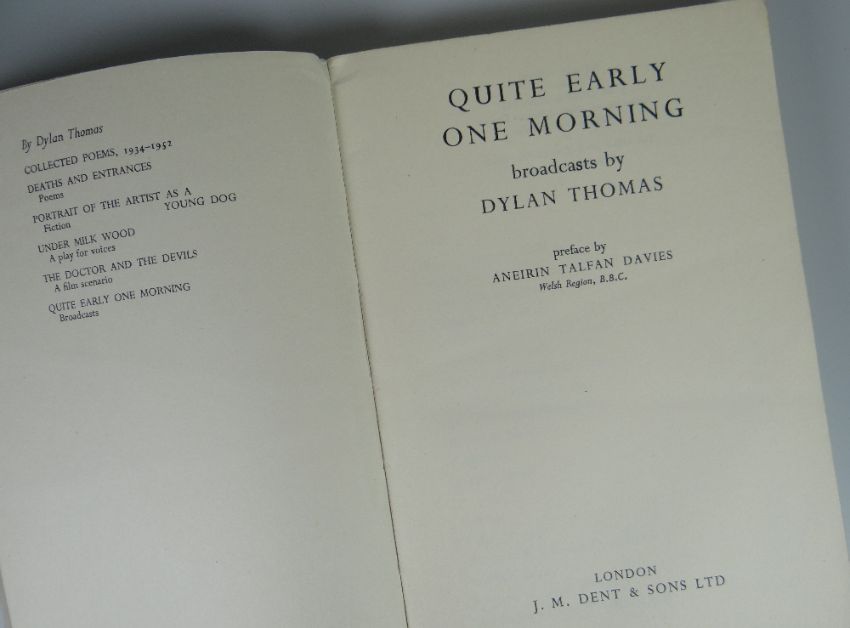 By Dylan Thomas
COLLECTED POEMS, 1934–1952
DEATHS AND ENTRANCES
Poems
PORTRAIT OF THE ARTIST AS A
YOUNG DOG
Fiction
UNDER MILK WOOD
A play for voices
THE DOCTOR AND THE DEVILS
A film scenario
QUITE EARLY ONE MORNING
Broadcasts
QUITE EARLY
ONE MORNING
broadcasts by
DYLAN THOMAS
preface by
ANEIRIN TALFAN DAVIES
Welsh Region, B.B.C.
LONDON
J. M. DENT & SONS LTD